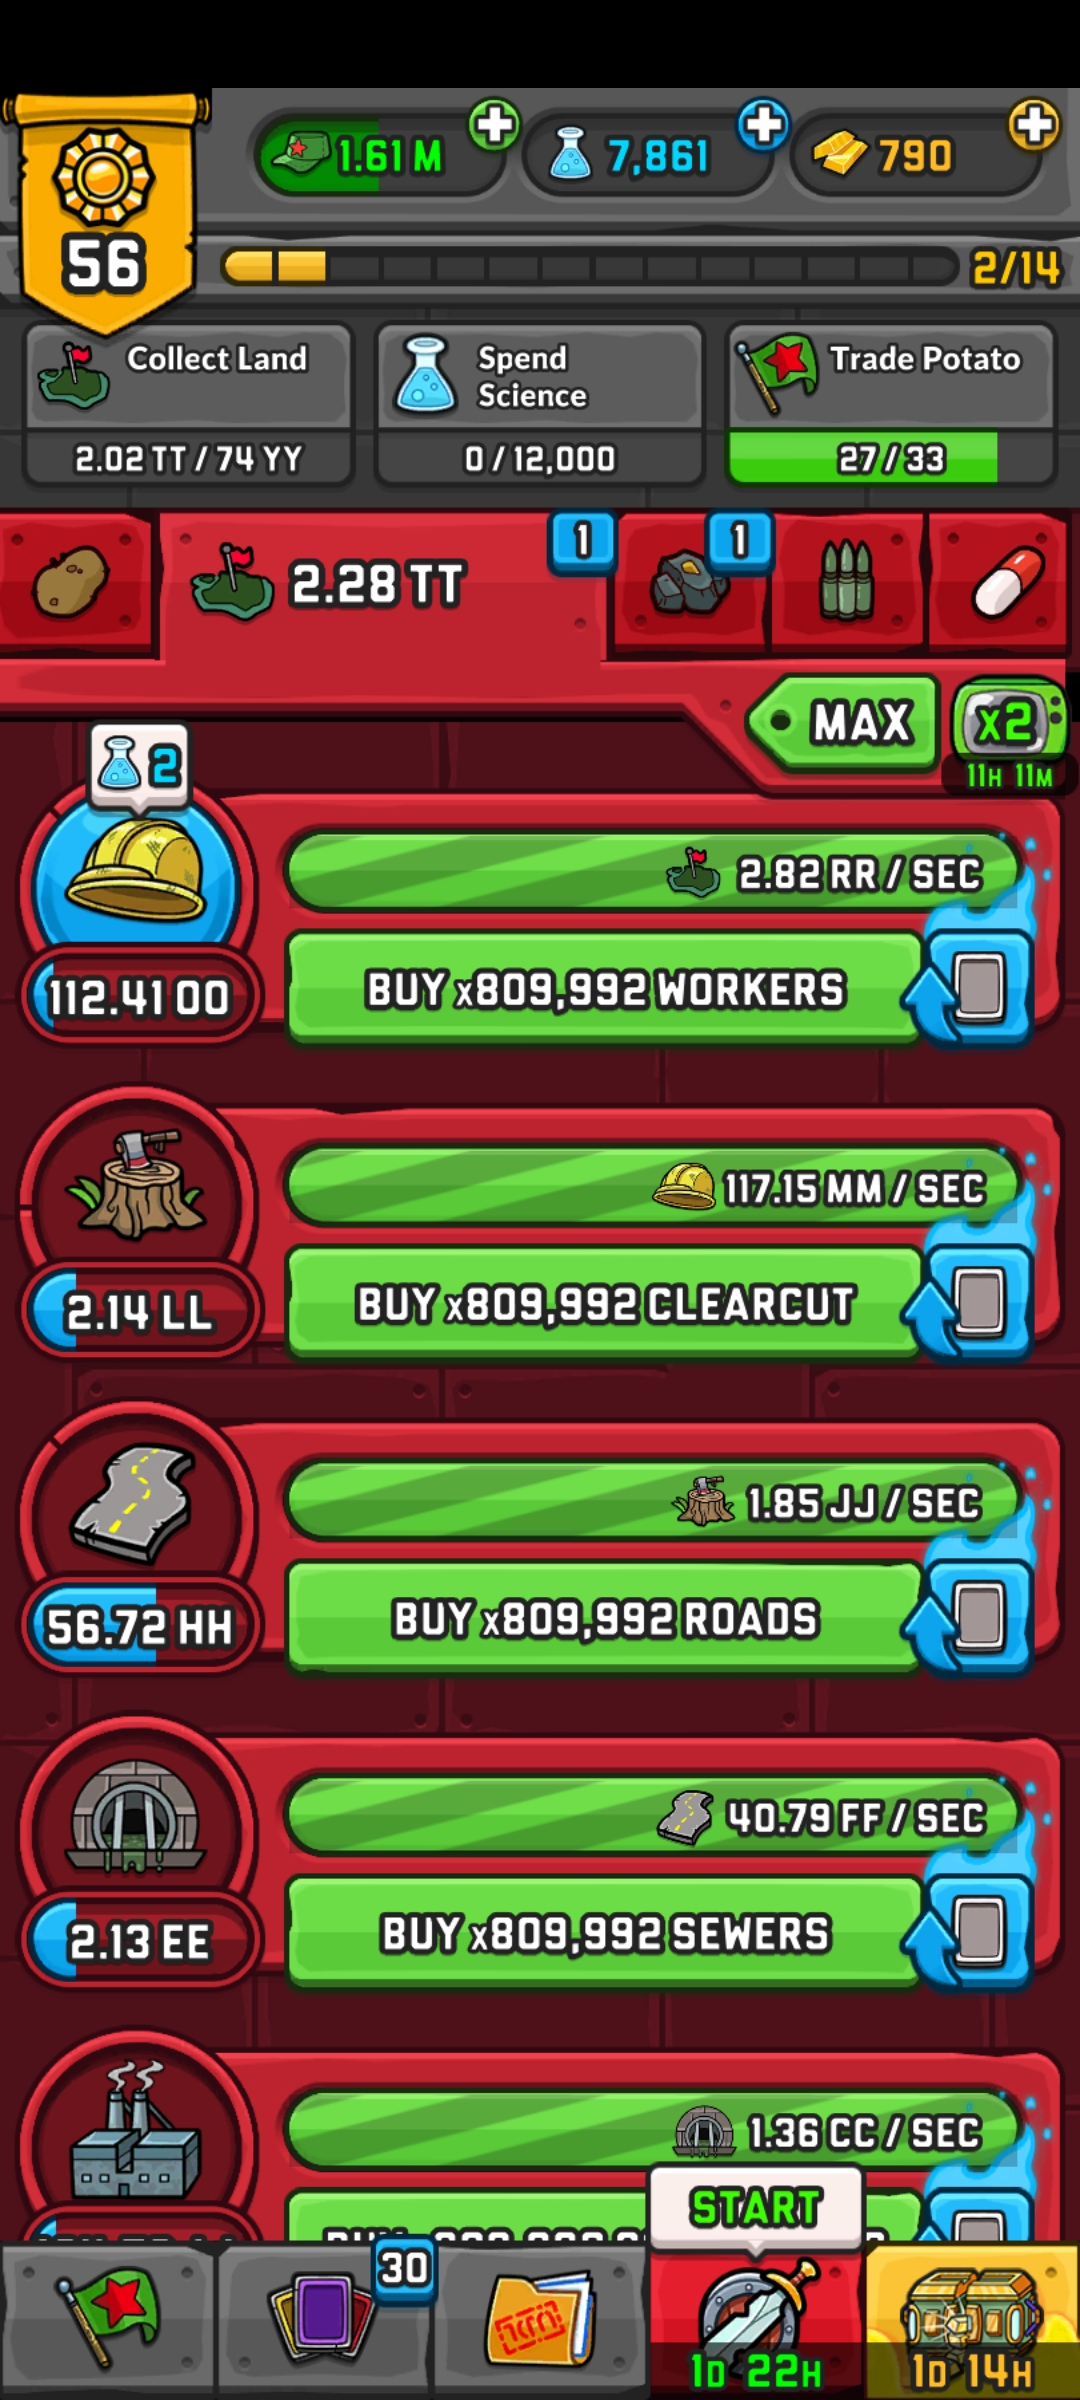 56
1.61 M
7,861
790
2/14
Collect Land
2.02 TT / 74 YY
Spend
Science
0 / 12,000
Trade Potato
27 / 33
2.28 TT
1
1
MAX
X2
11H 11M
2
2.82 RR / SEC
112.41 OO
BUY x809,992 WORKERS
117.15 MM / SEC
2.14 LL
BUY x809,992 CLEARCUT
1.85 JJ / SEC
56.72 HH
BUY x809,992 ROADS
40.79 FF / SEC
2.13 EE
BUY x809,992 SEWERS
1.36 CC / SEC
START
30
1D 22H
1D 14H